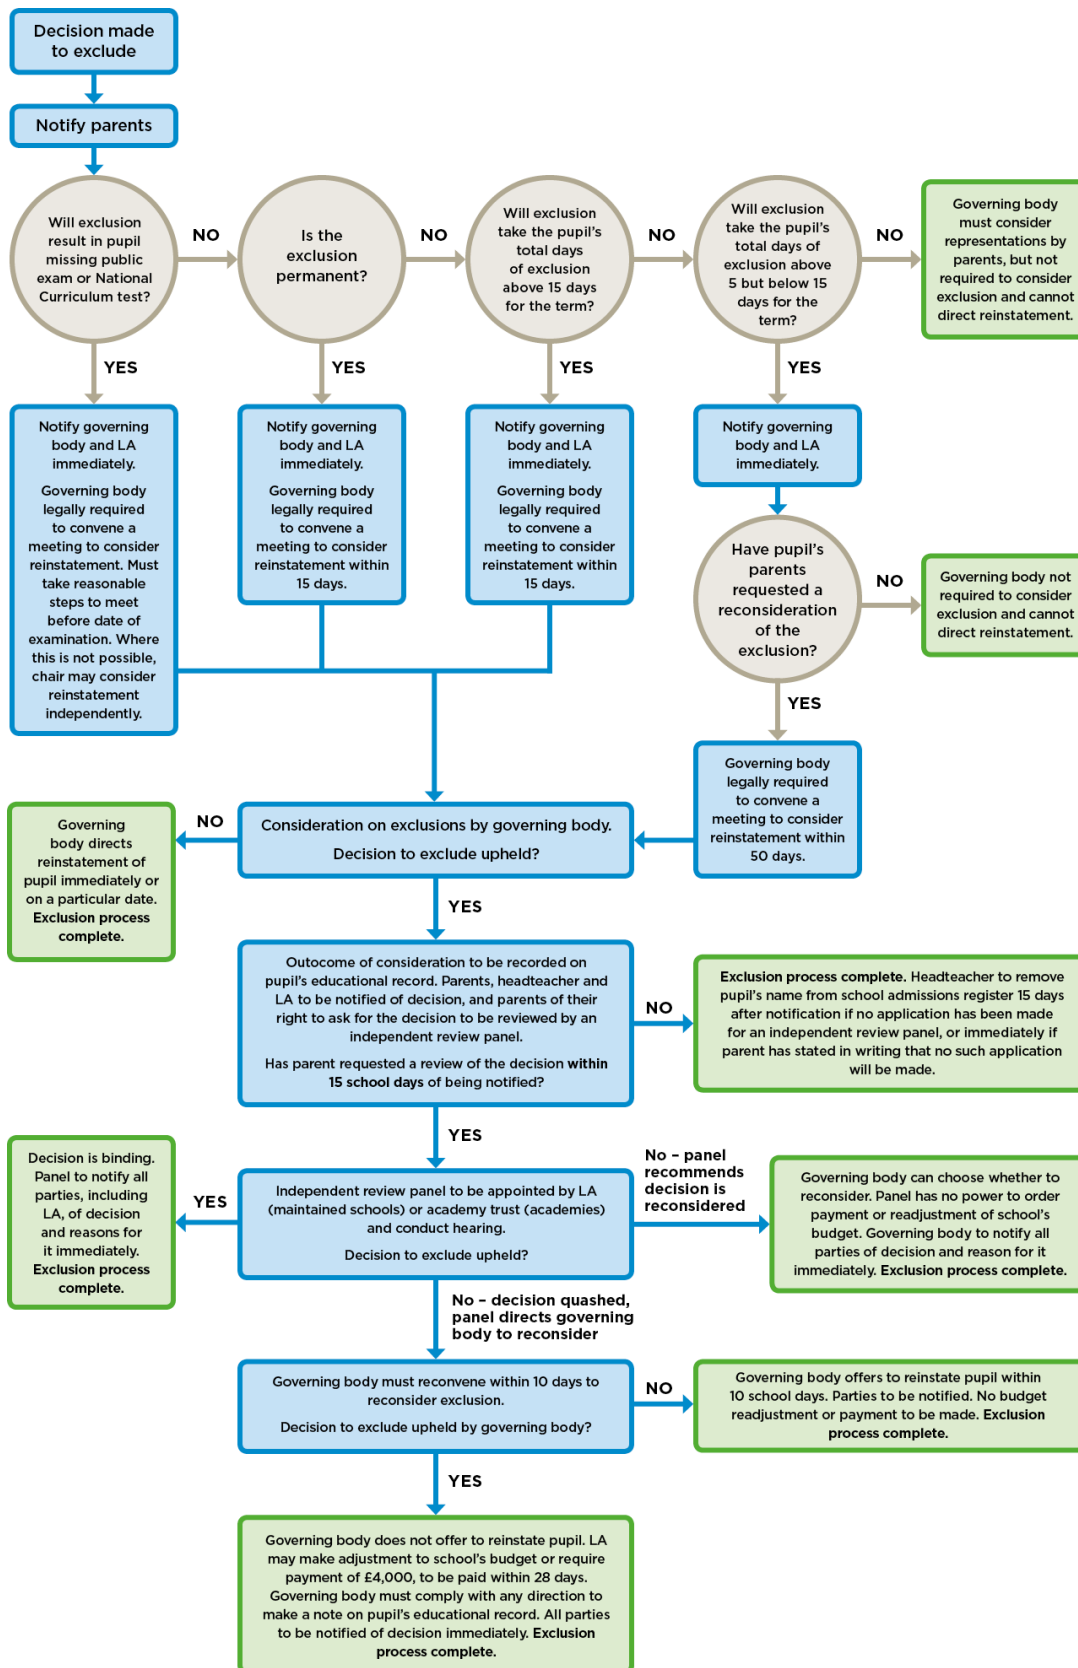 Decision made
to exclude
Notify parents
Will exclusion
result in pupil
missing public
exam or National
Curriculum test?
NO
Is the
exclusion
permanent?
NO
Will exclusion
take the pupil's
total days
of exclusion
above 15 days
for the term?
NO
Will exclusion
take the pupil's
total days of
exclusion above
5 but below 15
days for the
term?
NO
Governing body
must consider
representations by
parents, but not
required to consider
exclusion and cannot
direct reinstatement.
YES
YES
YES
YES
Notify governing
body and LA
immediately.
Governing body
legally required
to convene a
meeting to consider
reinstatement. Must
take reasonable
steps to meet
before date of
examination. Where
this is not possible,
chair may consider
reinstatement
independently.
Notify governing
body and LA
immediately.
Governing body
legally required
to convene a
meeting to consider
reinstatement within
15 days.
Notify governing
body and LA
immediately.
Governing body
legally required
to convene a
meeting to consider
reinstatement within
15 days.
Notify governing
body and LA
immediately.
Have pupil's
parents
requested a
reconsideration
of the
exclusion?
NO
Governing body not
required to consider
exclusion and cannot
direct reinstatement.
YES
Governing body
legally required
to convene a
meeting to consider
reinstatement within
50 days.
Consideration on exclusions by governing body.
Decision to exclude upheld?
NO
Governing
body directs
reinstatement of
pupil immediately or
on a particular date.
Exclusion process
complete.
YES
Outocome of consideration to be recorded on
pupil's educational record. Parents, headteacher and
LA to be notified of decision, and parents of their
right to ask for the decision to be reviewed by an
independent review panel.
Has parent requested a review of the decision within
15 school days of being notified?
NO
Exclusion process complete. Headteacher to remove
pupil's name from school admissions register 15 days
after notification if no application has been made
for an independent review panel, or immediately if
parent has stated in writing that no such application
will be made.
YES
Decision is binding.
Panel to notify all
parties, including
LA, of decision
and reasons for
it immediately.
Exclusion process
complete.
YES
Independent review panel to be appointed by LA
(maintained schools) or academy trust (academies)
and conduct hearing.
Decision to exclude upheld?
No – panel
recommends
decision is
reconsidered
Governing body can choose whether to
reconsider. Panel has no power to order
payment or readjustment of school's
budget. Governing body to notify all
parties of decision and reason for it
immediately. Exclusion process complete.
No – decision quashed,
panel directs governing
body to reconsider
Governing body must reconvene within 10 days to
reconsider exclusion.
Decision to exclude upheld by governing body?
NO
Governing body offers to reinstate pupil within
10 school days. Parties to be notified. No budget
readjustment or payment to be made. Exclusion
process complete.
YES
Governing body does not offer to reinstate pupil. LA
may make adjustment to school's budget or require
payment of £4,000, to be paid within 28 days.
Governing body must comply with any direction to
make a note on pupil's educational record. All parties
to be notified of decision immediately. Exclusion
process complete.